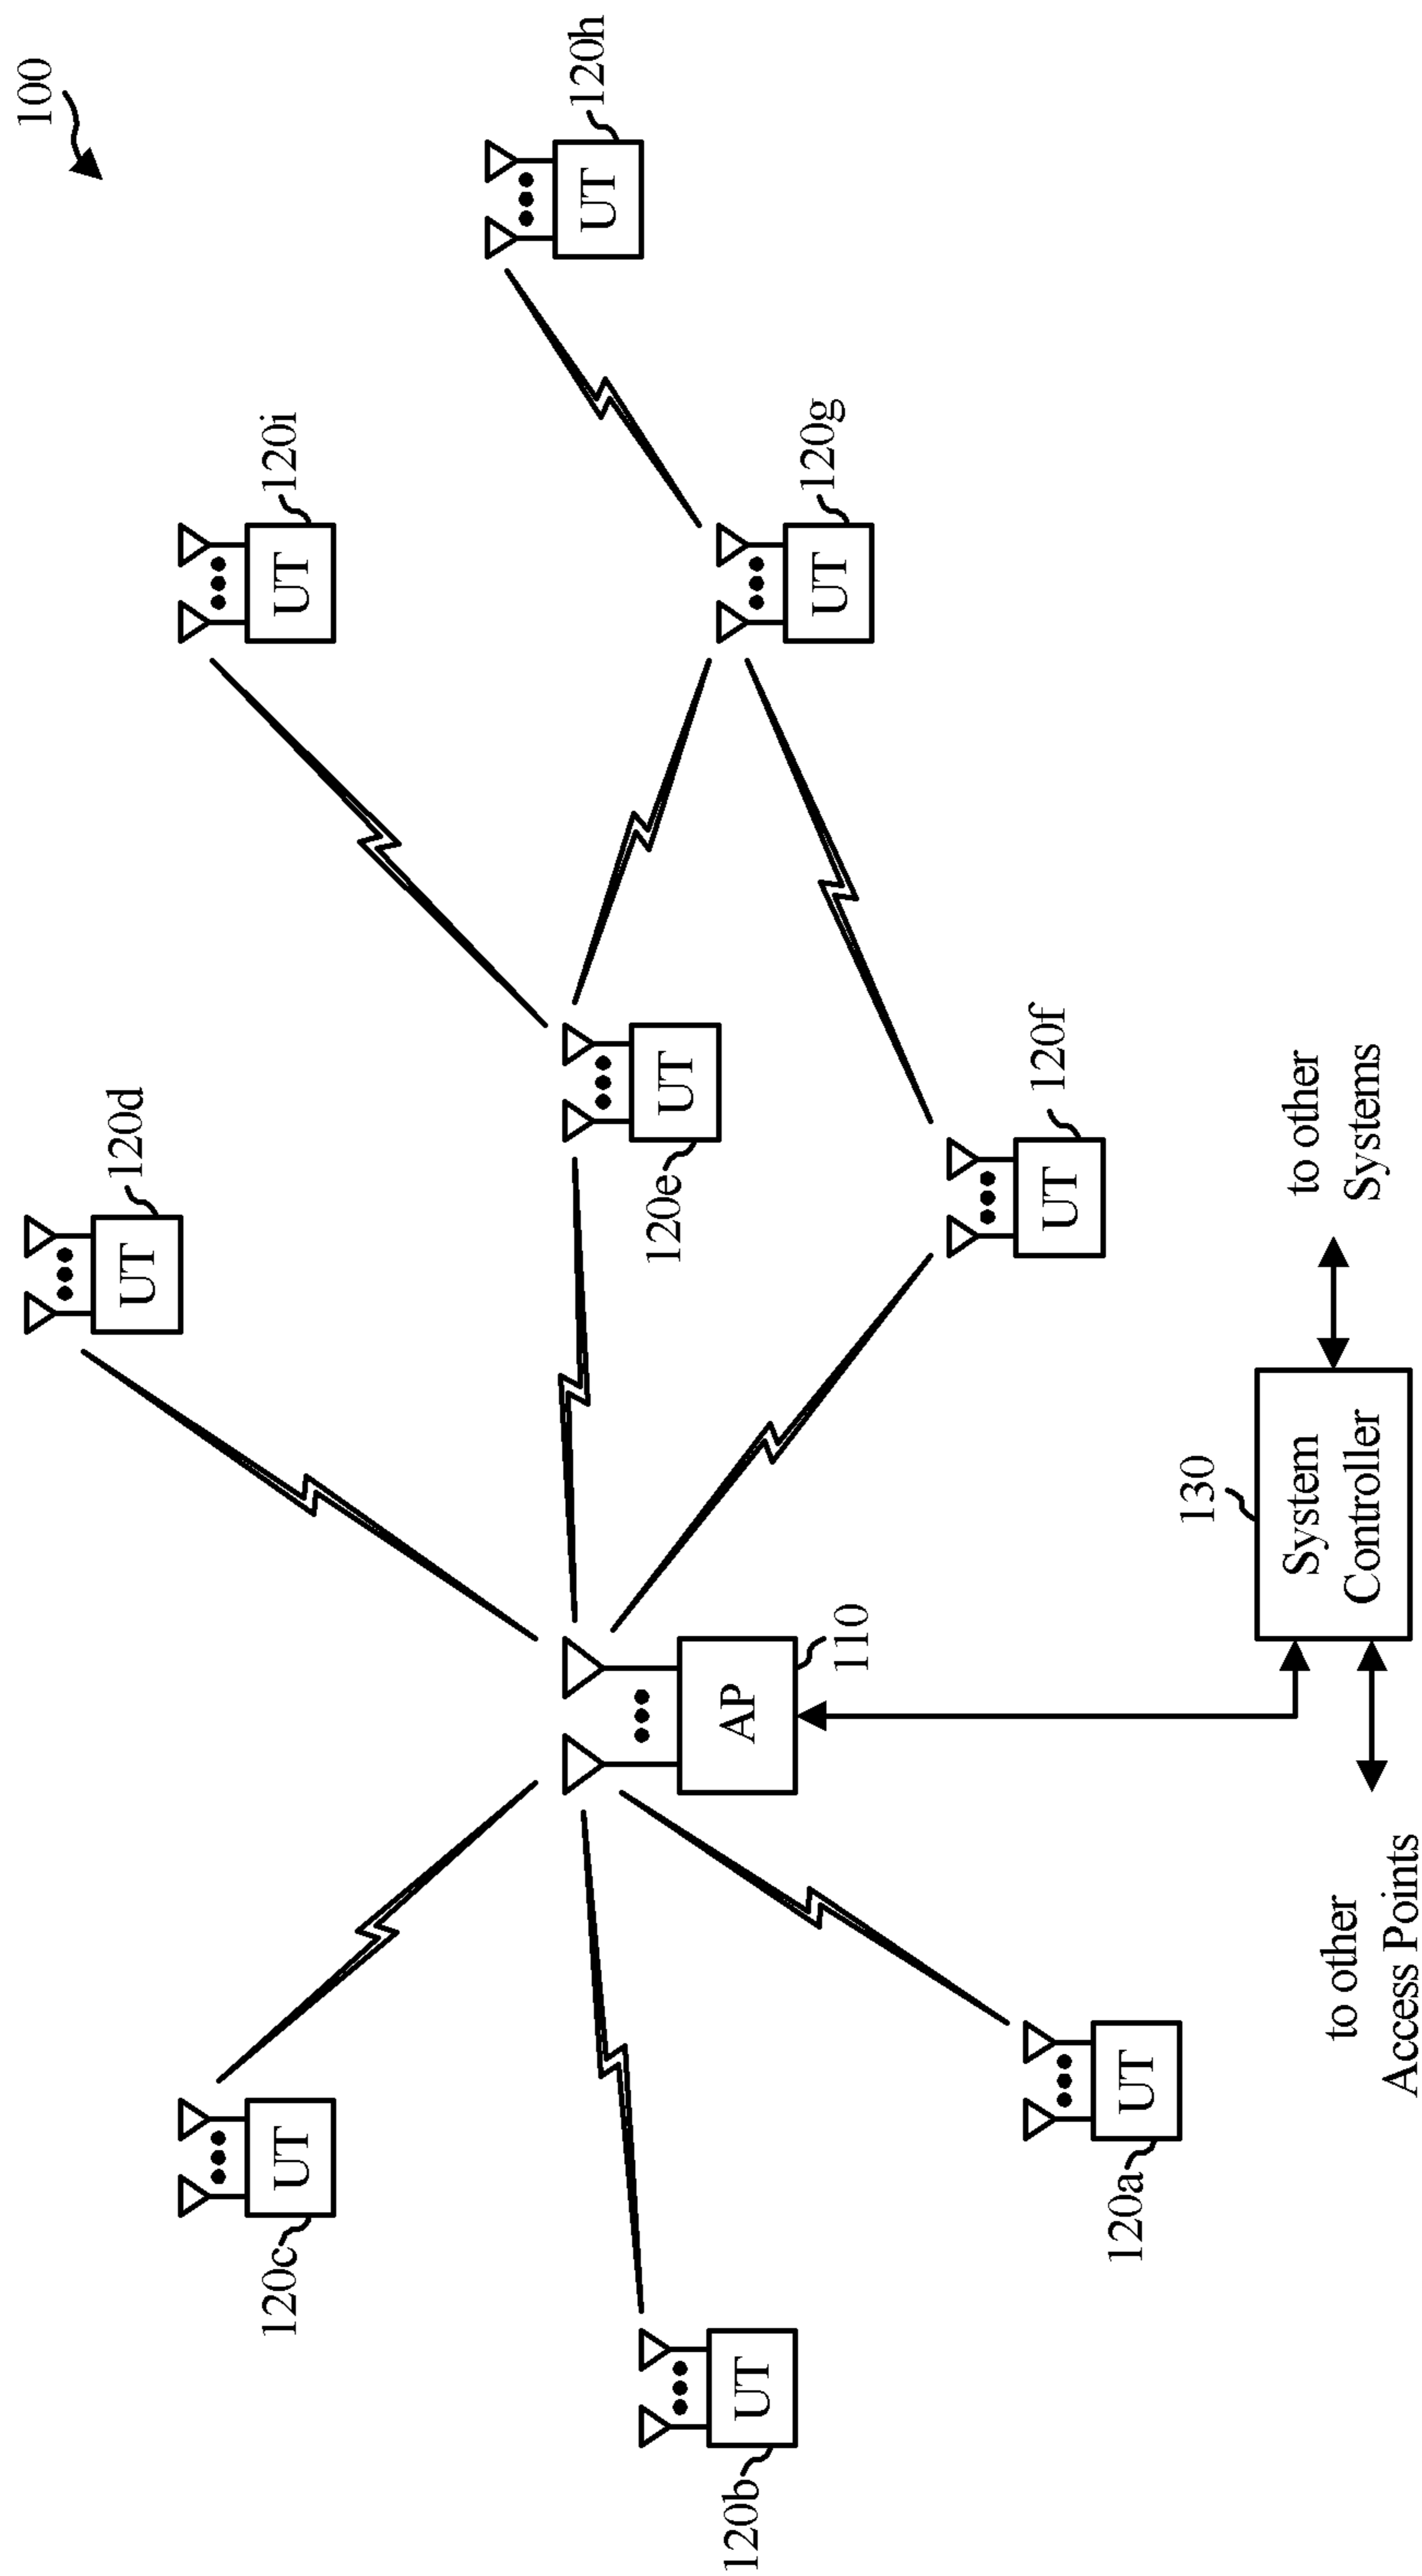 100
120d
UT
120i
UT
120c
UT
120h
UT
120e
UT
AP
110
120b
UT
120g
UT
120f
UT
120a
UT
130
System
Controller
to other
Systems
to other
Access Points